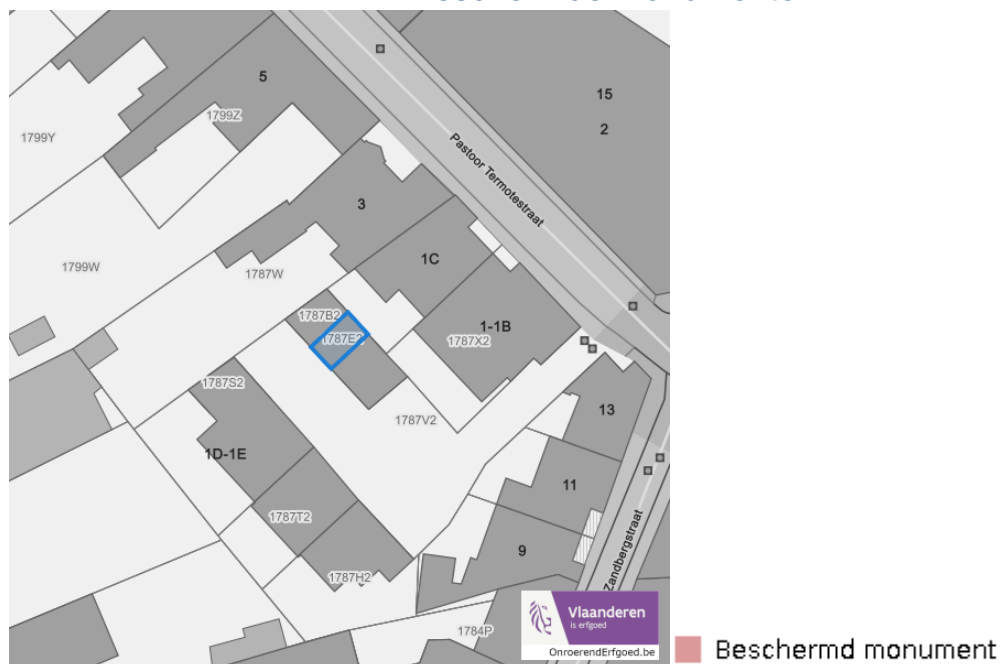 5
15
2
1799Z
1799Y
Pastoor Termotestraat
3
1C
1799W
1787W
1787B2
1-1B
1787E2
1787X2
1787S2
13
1787V2
1D-1E
11
1787T2
9
1787H2
Zandbergstraat
1784P
Vlaanderen
is erfgoed
OnroerendErfgoed.be
Beschermd monument